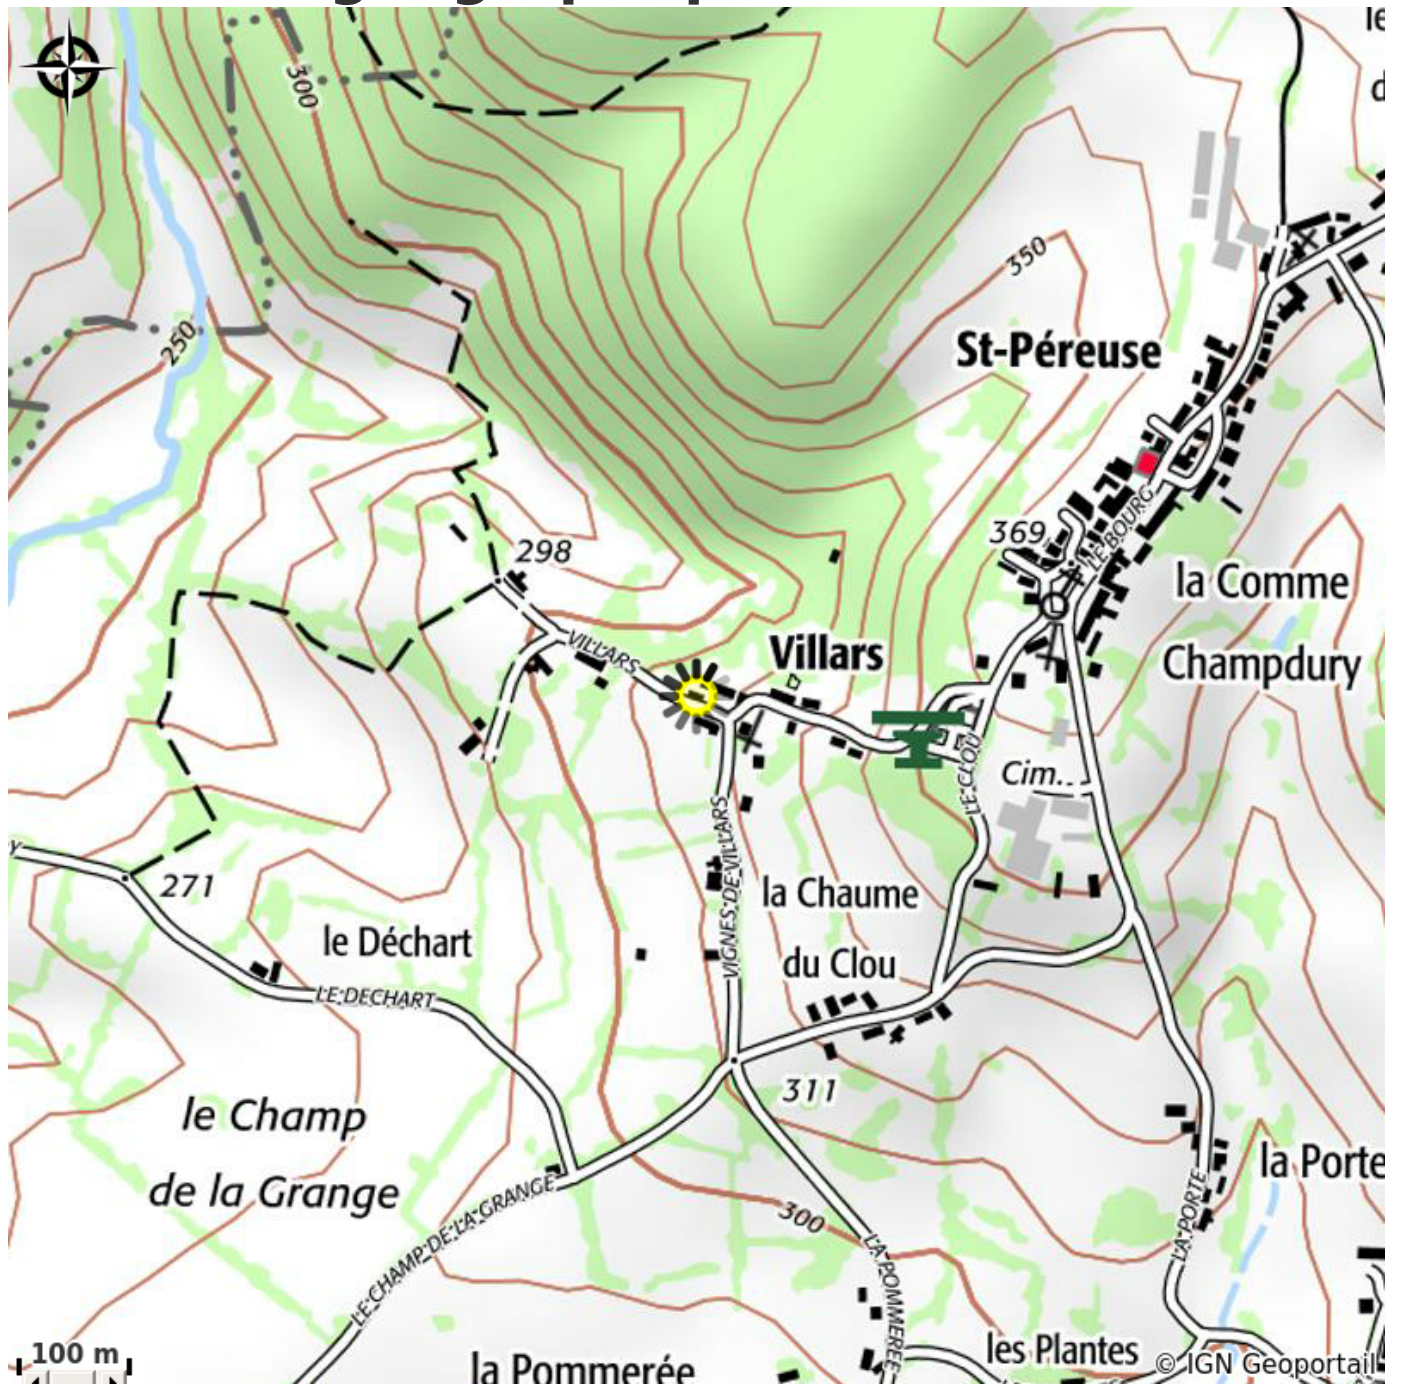 300
350
250
St-Péreuse
369
LE BOURG
298
la Comme
Champdury
VILLARS
Villars
LE CLOU
Cim.
271
VIGNES DE VILLARS
la Chaume
du Clou
le Déchart
LE DECHART
311
le Champ
de la Grange
la Porte
LA PORTE
LE CHAMP DE LA GRANGE
300
LA POMMEREE
les Plantes
la Pommerée
100 m
© IGN Geoportail